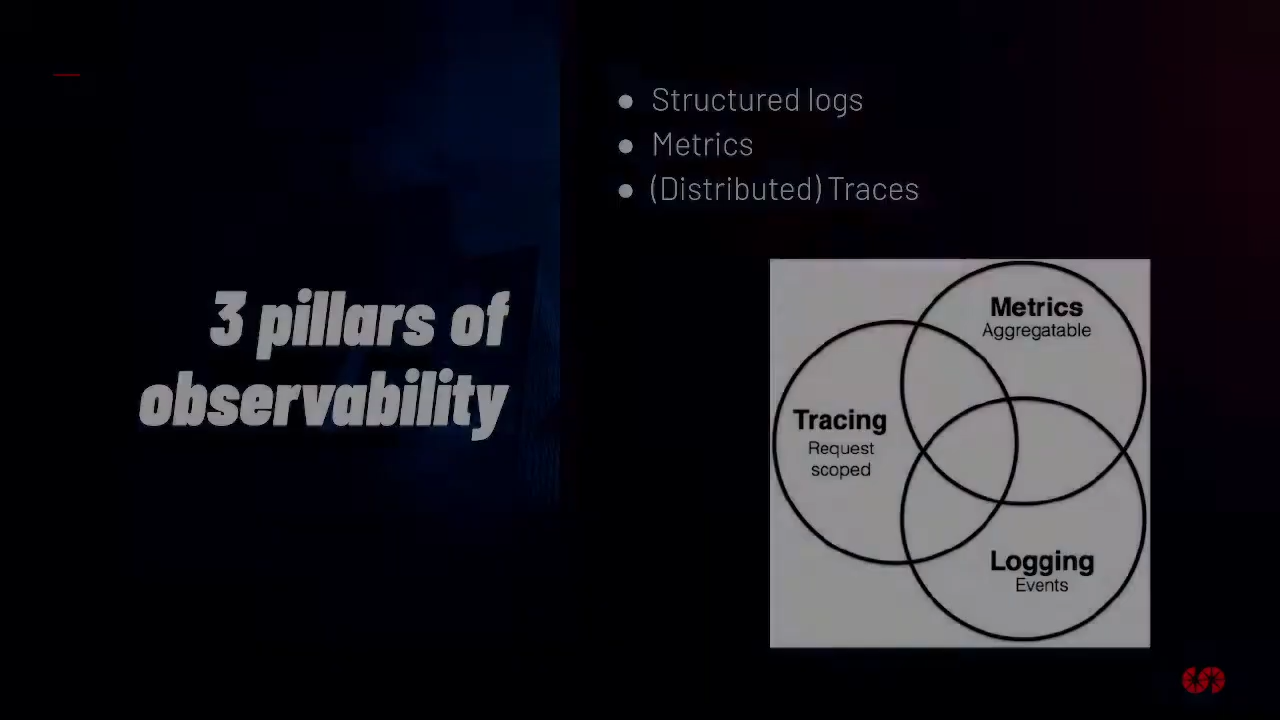 3 pillars of
observability
● Structured logs
● Metrics
● (Distributed) Traces
Metrics
Aggregatable
Tracing
Request
scoped
Logging
Events